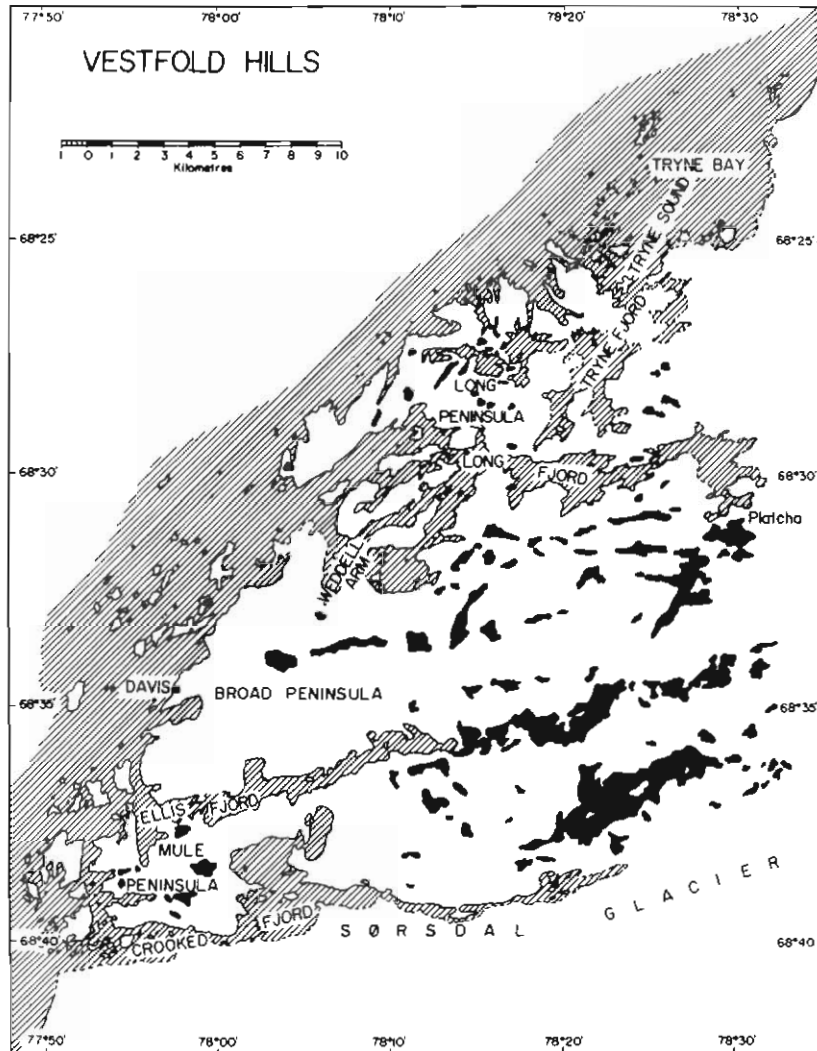 77°50' 78°00' 78°10' 78°20' 78°30'
VESTFOLD HILLS
1 0 1 2 3 4 5 6 7 8 9 10
Kilometres
TRYNE BAY
TRYNE SOUND
68°25' 68°25'
TRYNE FJORD
LONG
PENINSULA
LONG FJORD
68°30' 68°30'
Platcha
WEDDELL
ARM
DAVIS
BROAD PENINSULA
68°35' 68°35'
ELLIS FJORD
MULE
PENINSULA
CROOKED FJORD
SØRSDAL GLACIER
68°40' 68°40'
77°50' 78°00' 78°10' 78°20' 78°30'